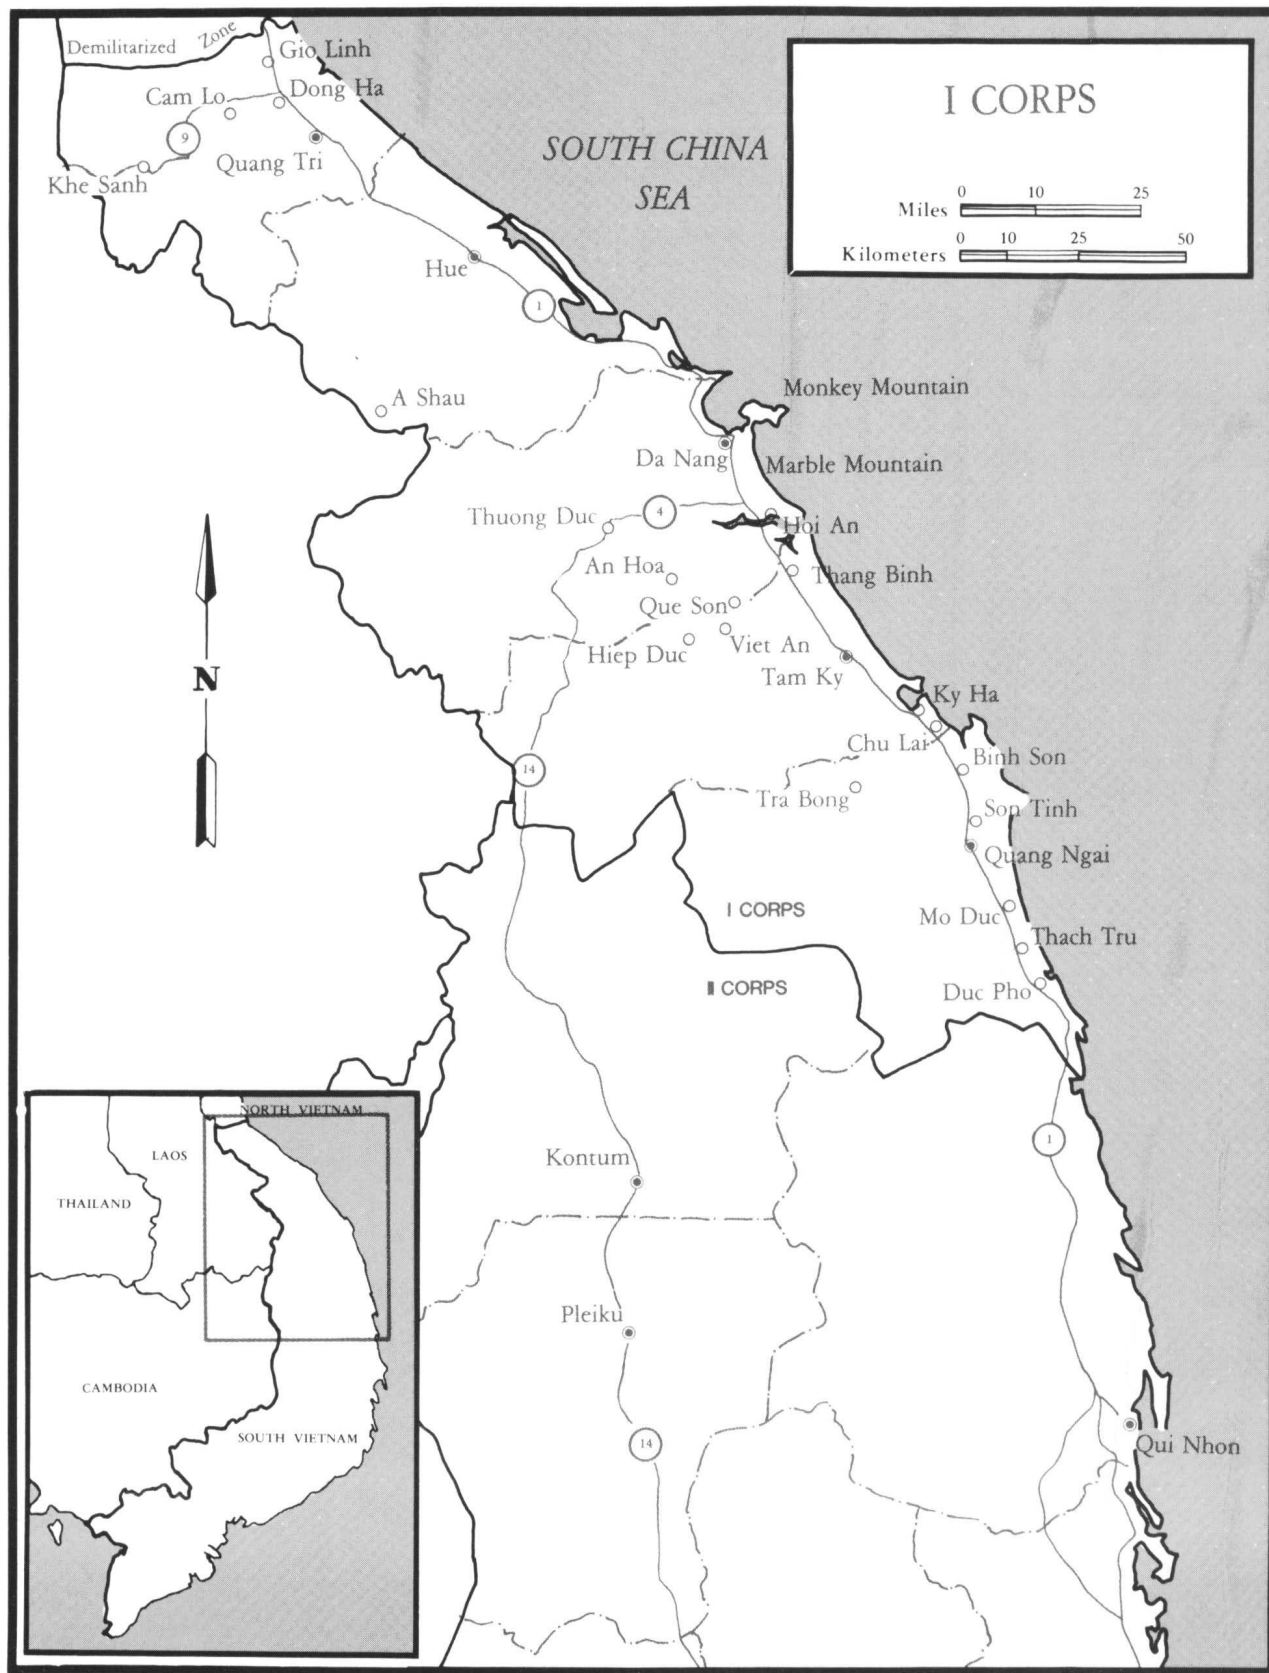 Demilitarized Zone
Gio Linh
Cam Lo
Dong Ha
9
Quang Tri
Khe Sanh
SOUTH CHINA
SEA
I CORPS
Miles 0 10 25
Kilometers 0 10 25 50
Hue
1
A Shau
Monkey Mountain
Da Nang
Marble Mountain
Thuong Duc
4
Hoi An
An Hoa
Thang Binh
Que Son
Viet An
Hiep Duc
Tam Ky
N
Ky Ha
Chu Lai
Binh Son
14
Tra Bong
Son Tinh
Quang Ngai
I CORPS
Mo Duc
Thach Tru
II CORPS
Duc Pho
1
Kontum
Pleiku
14
Qui Nhon
NORTH VIETNAM
LAOS
THAILAND
CAMBODIA
SOUTH VIETNAM